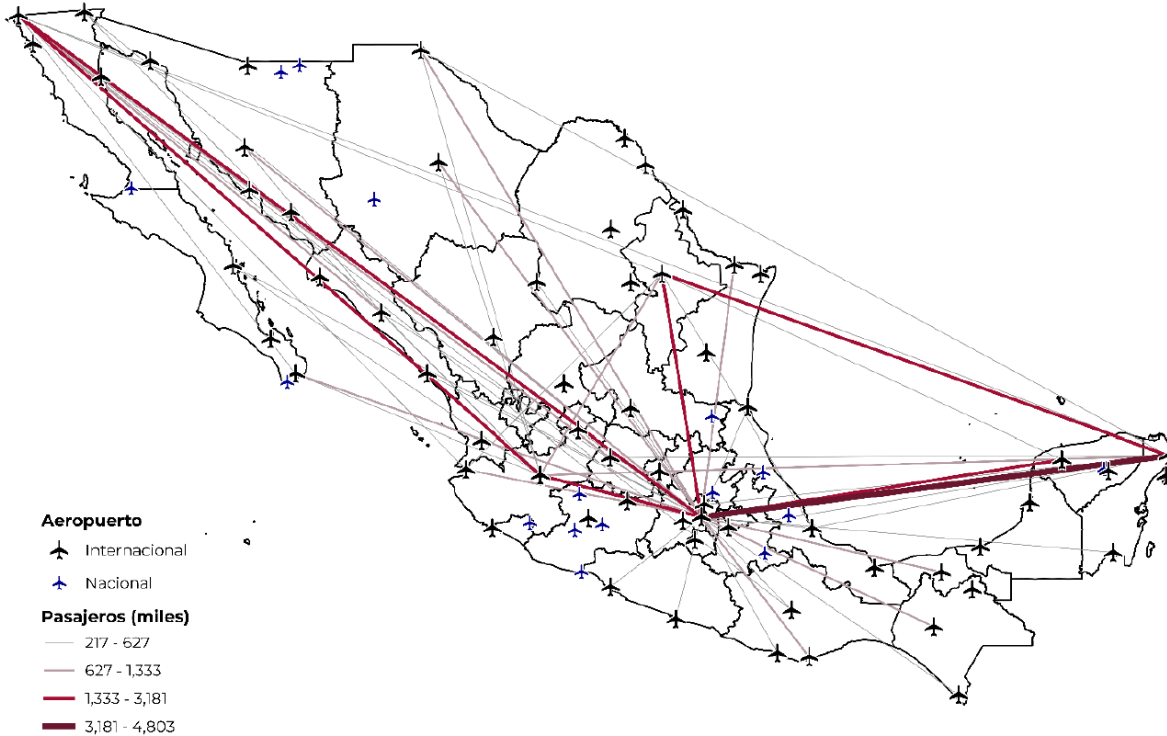 Aeropuerto
Internacional
Nacional
Pasajeros (miles)
217 - 627
627 - 1,333
1,333 - 3,181
3,181 - 4,803